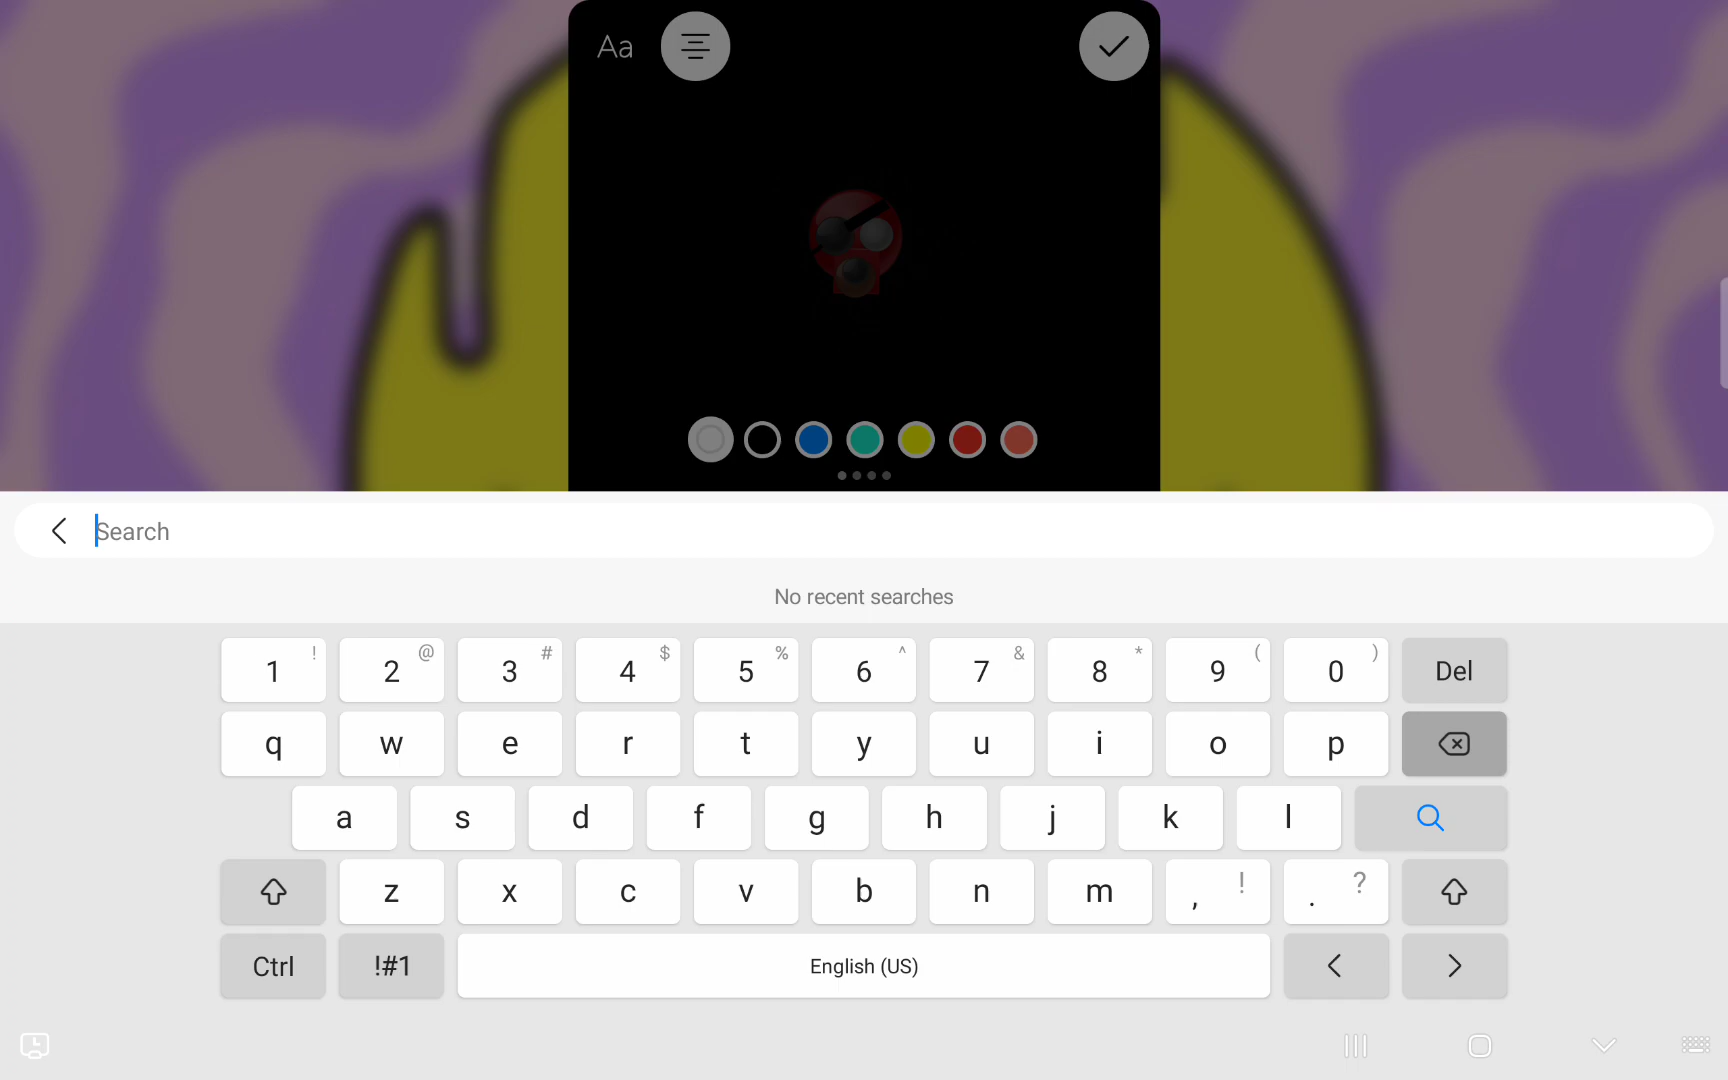 Aa
Search
No recent searches
1 ! 2 @ 3 # 4 $ 5 % 6 ^ 7 & 8 * 9 ( 0 ) Del
q w e r t y u i o p
a s d f g h j k l
z x c v b n m , ! . ?
Ctrl !#1 English (US) < >